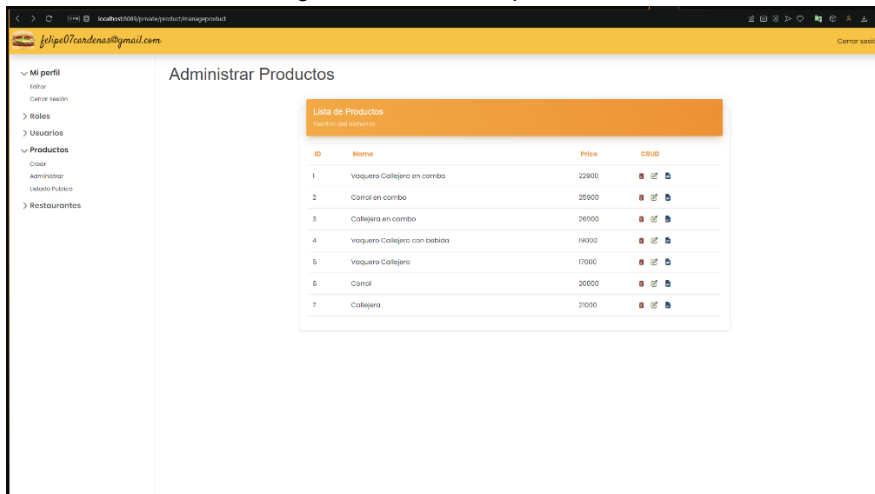 localhost:8089/private/product/manageproduct
felipe07cardenas@gmail.com
Cerrar sesió
Mi perfil
Editar
Cerrar sesión
Roles
Usuarios
Productos
Crear
Administrar
Listado Publico
Restaurantes
Administrar Productos
Lista de Productos
Dentro del sistema
ID Name Price CRUD
1 Vaquero Callejero en combo 22800
2 Corral en combo 25900
3 Callejera en combo 26900
4 Vaquero Callejero con bebida 19000
5 Vaquero Callejero 17000
6 Corral 20000
7 Callejera 21000